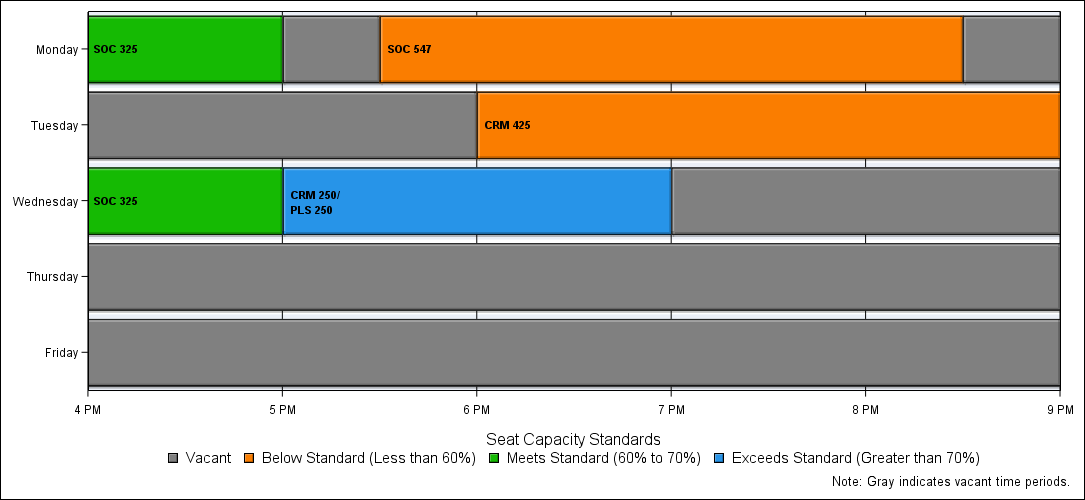 Monday
SOC 325
SOC 547
Tuesday
CRM 425
Wednesday
SOC 325
CRM 250/
PLS 250
Thursday
Friday
4 PM 5 PM 6 PM 7 PM 8 PM 9 PM
Seat Capacity Standards
Vacant Below Standard (Less than 60%) Meets Standard (60% to 70%) Exceeds Standard (Greater than 70%)
Note: Gray indicates vacant time periods.